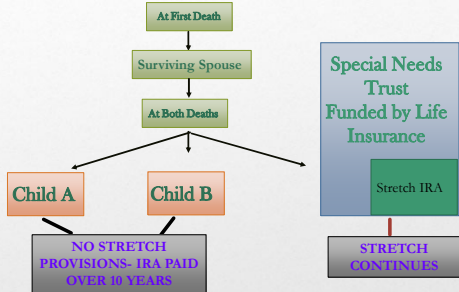 At First Death
Surviving Spouse
At Both Deaths
Special Needs
Trust
Funded by Life
Insurance
Stretch IRA
Child A
Child B
NO STRETCH
PROVISIONS- IRA PAID
OVER 10 YEARS
STRETCH
CONTINUES